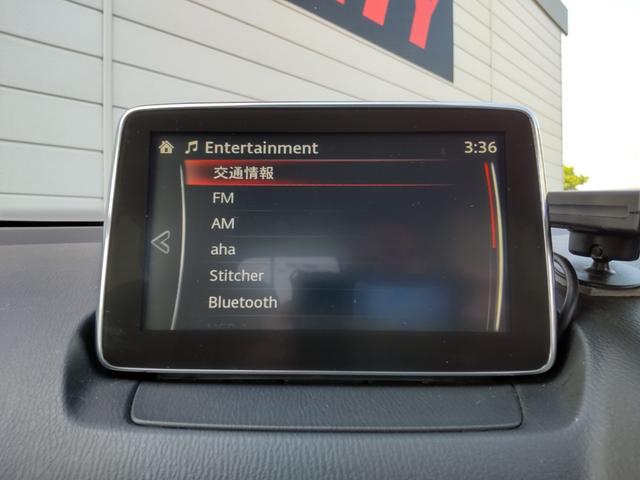 Entertainment 3:36
交通情報
FM
AM
aha
Stitcher
Bluetooth